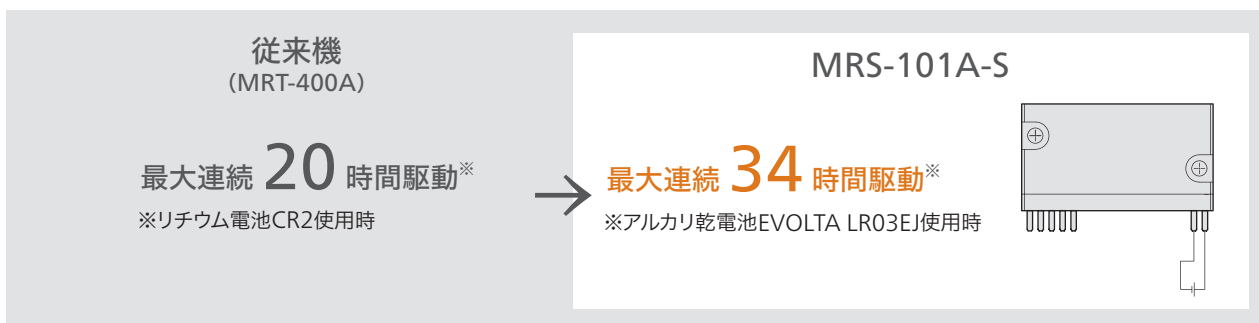 従来機
（MRT-400A）
最大連続 20 時間駆動※
※リチウム電池CR2使用時
MRS-101A-S
最大連続 34 時間駆動※
※アルカリ乾電池EVOLTA LR03EJ使用時